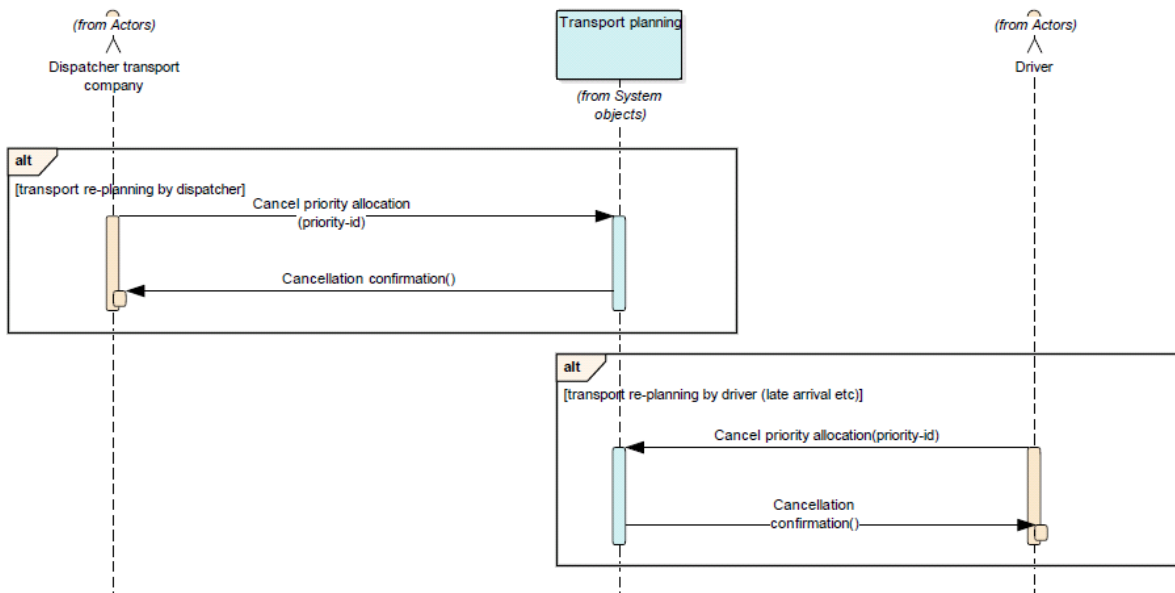 (from Actors)
Dispatcher transport
company
Transport planning
(from System
objects)
(from Actors)
Driver
alt
[transport re-planning by dispatcher]
Cancel priority allocation
(priority-id)
Cancellation confirmation()
alt
[transport re-planning by driver (late arrival etc)]
Cancel priority allocation(priority-id)
Cancellation
confirmation()